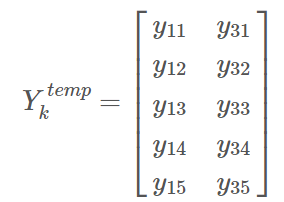 y11 y31
y12 y32
Y_k^temp = y13 y33
y14 y34
y15 y35